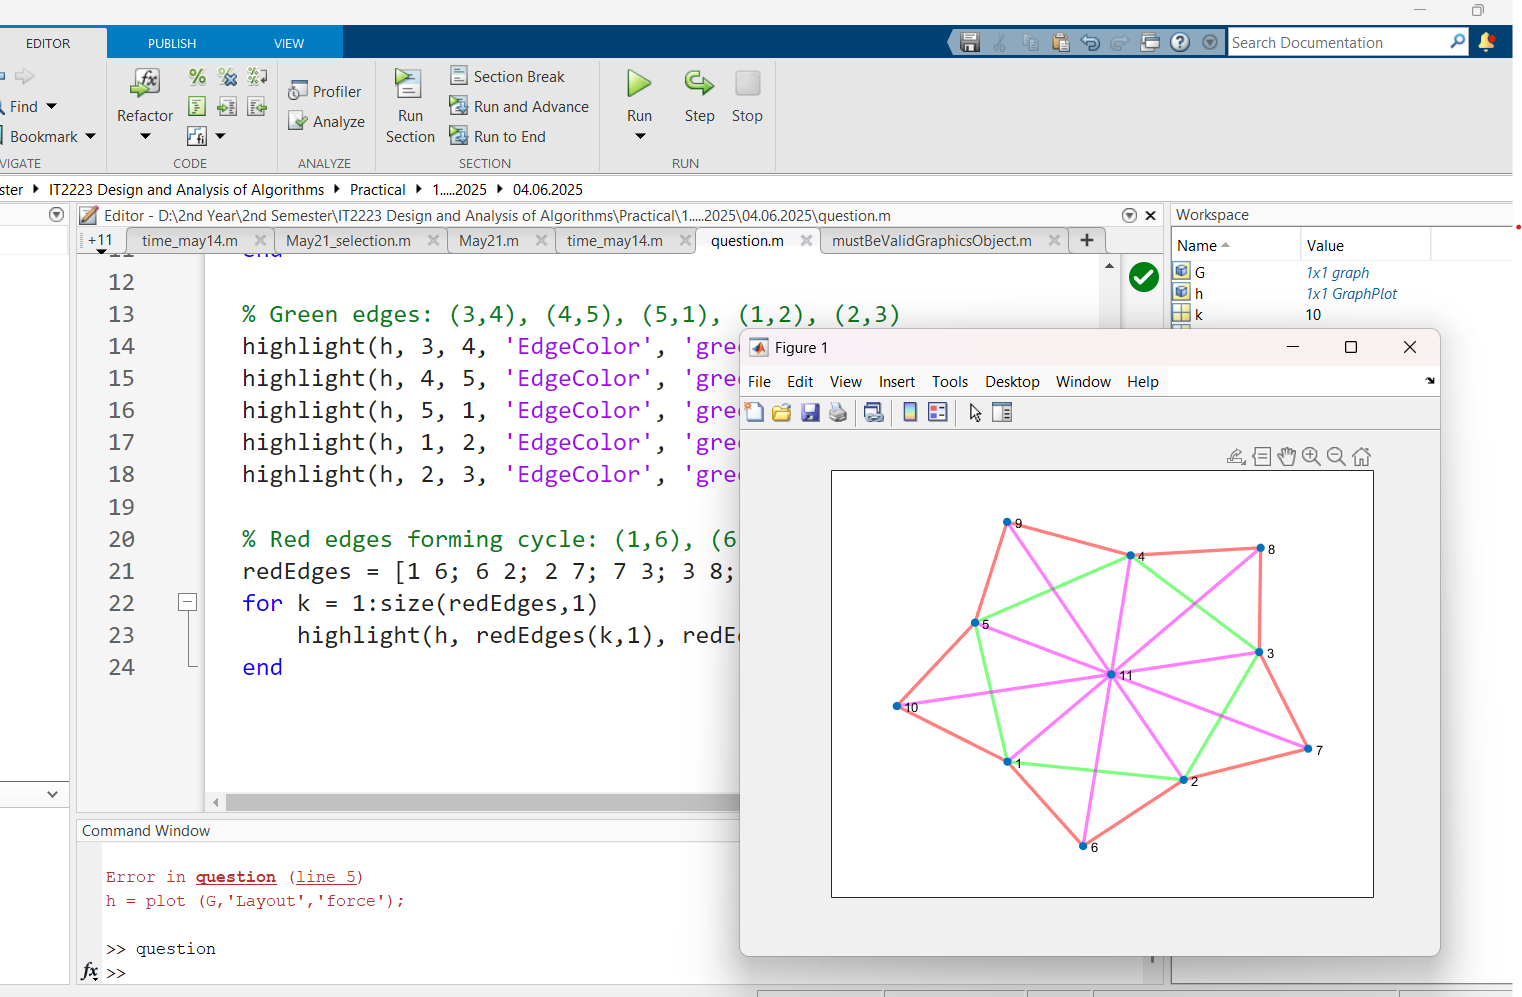 EDITOR PUBLISH VIEW
Search Documentation
Find
Bookmark
VIGATE
Refactor
CODE
Profiler
Analyze
ANALYZE
Run Section
Section Break
Run and Advance
Run to End
SECTION
Run
Step
Stop
RUN
ster IT2223 Design and Analysis of Algorithms Practical 1.....2025 04.06.2025
Editor - D:\2nd Year\2nd Semester\IT2223 Design and Analysis of Algorithms\Practical\1.....2025\04.06.2025\question.m
+11 time_may14.m May21_selection.m May21.m time_may14.m question.m mustBeValidGraphicsObject.m +
11 end
12
13 % Green edges: (3,4), (4,5), (5,1), (1,2), (2,3)
14 highlight(h, 3, 4, 'EdgeColor', 'gre
15 highlight(h, 4, 5, 'EdgeColor', 'gre
16 highlight(h, 5, 1, 'EdgeColor', 'gre
17 highlight(h, 1, 2, 'EdgeColor', 'gre
18 highlight(h, 2, 3, 'EdgeColor', 'gre
19
20 % Red edges forming cycle: (1,6), (6
21 redEdges = [1 6; 6 2; 2 7; 7 3; 3 8;
22 for k = 1:size(redEdges,1)
23 highlight(h, redEdges(k,1), redE
24 end
Workspace
Name Value
G 1x1 graph
h 1x1 GraphPlot
k 10
Figure 1
File Edit View Insert Tools Desktop Window Help
9
4
8
5
3
11
10
7
1
2
6
Command Window
Error in question (line 5)
h = plot (G,'Layout','force');
>> question
fx >>